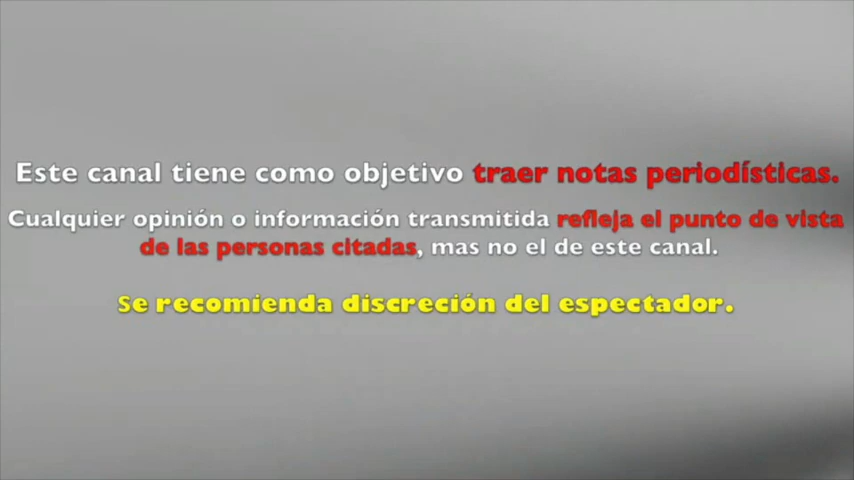 Este canal tiene como objetivo traer notas periodísticas.
Cualquier opinión o información transmitida refleja el punto de vista
de las personas citadas, mas no el de este canal.
Se recomienda discreción del espectador.